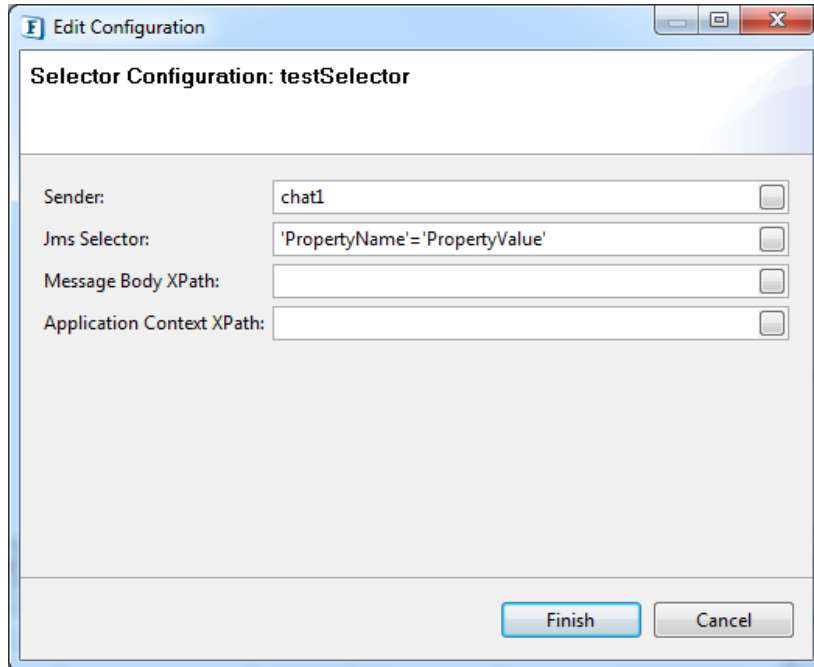 Edit Configuration
Selector Configuration: testSelector
Sender: chat1
Jms Selector: 'PropertyName'='PropertyValue'
Message Body XPath:
Application Context XPath:
Finish Cancel